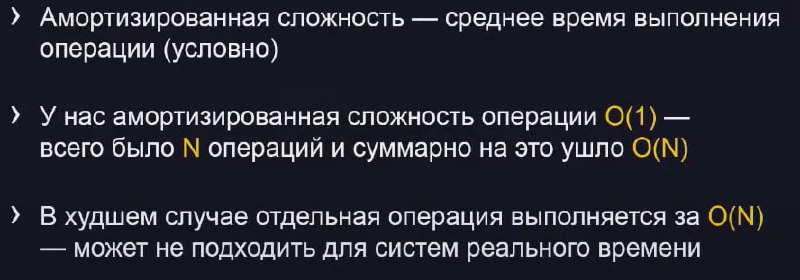 › Амортизированная сложность — среднее время выполнения
операции (условно)
› У нас амортизированная сложность операции O(1) —
всего было N операций и суммарно на это ушло O(N)
› В худшем случае отдельная операция выполняется за O(N)
— может не подходить для систем реального времени